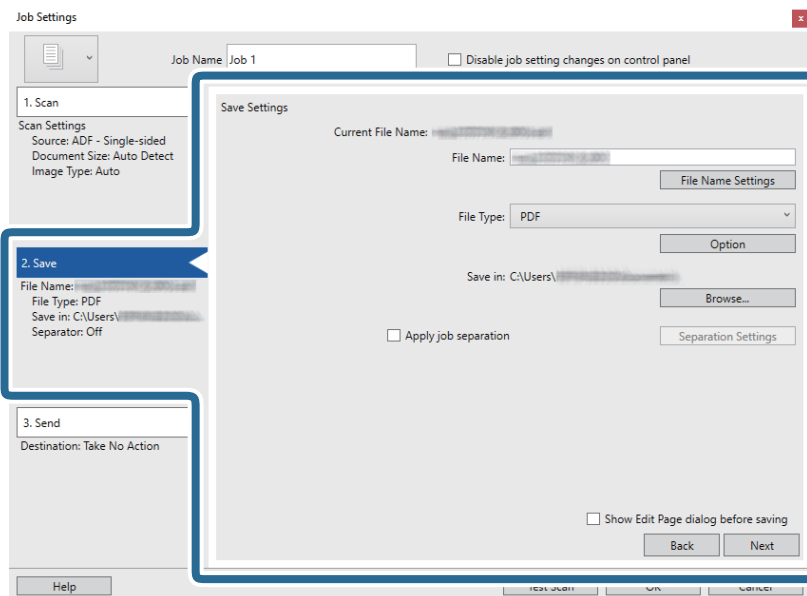 Job Settings
x
Job Name Job 1
Disable job setting changes on control panel
1. Scan
Scan Settings
Source: ADF - Single-sided
Document Size: Auto Detect
Image Type: Auto
2. Save
File Name:
File Type: PDF
Save in: C:\Users\
Separator: Off
3. Send
Destination: Take No Action
Save Settings
Current File Name:
File Name:
File Name Settings
File Type: PDF
Option
Save in: C:\Users\
Browse...
Apply job separation
Separation Settings
Show Edit Page dialog before saving
Back
Next
Help
Test Scan
OK
Cancel